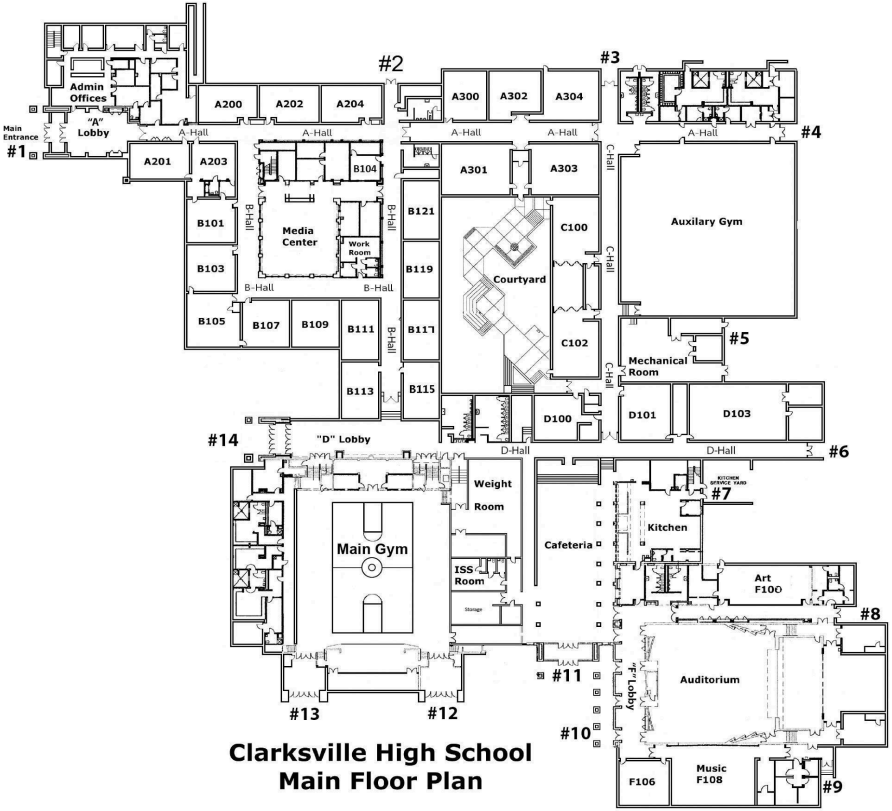 #2
#3
Admin
Offices
A200
A202
A204
A300
A302
A304
Main
Entrance
#1
"A"
Lobby
A-Hall
A-Hall
A-Hall
A-Hall
A-Hall
#4
A201
A203
B104
A301
A303
C-Hall
B-Hall
B-Hall
B101
Media
Center
Work
Room
B121
C100
Auxilary Gym
B103
B119
Courtyard
C-Hall
B-Hall
B-Hall
B105
B107
B109
B111
B-Hall
B117
C102
#5
Mechanical
Room
C-Hall
B113
B115
D100
D101
D103
#14
"D" Lobby
D-Hall
D-Hall
#6
Weight
Room
KITCHEN
SERVICE YARD
#7
Main Gym
Cafeteria
Kitchen
ISS
Room
Art
F100
Storage
#8
"F"Lobby
Auditorium
#11
#13
#12
#10
Clarksville High School
Main Floor Plan
F106
Music
F108
#9